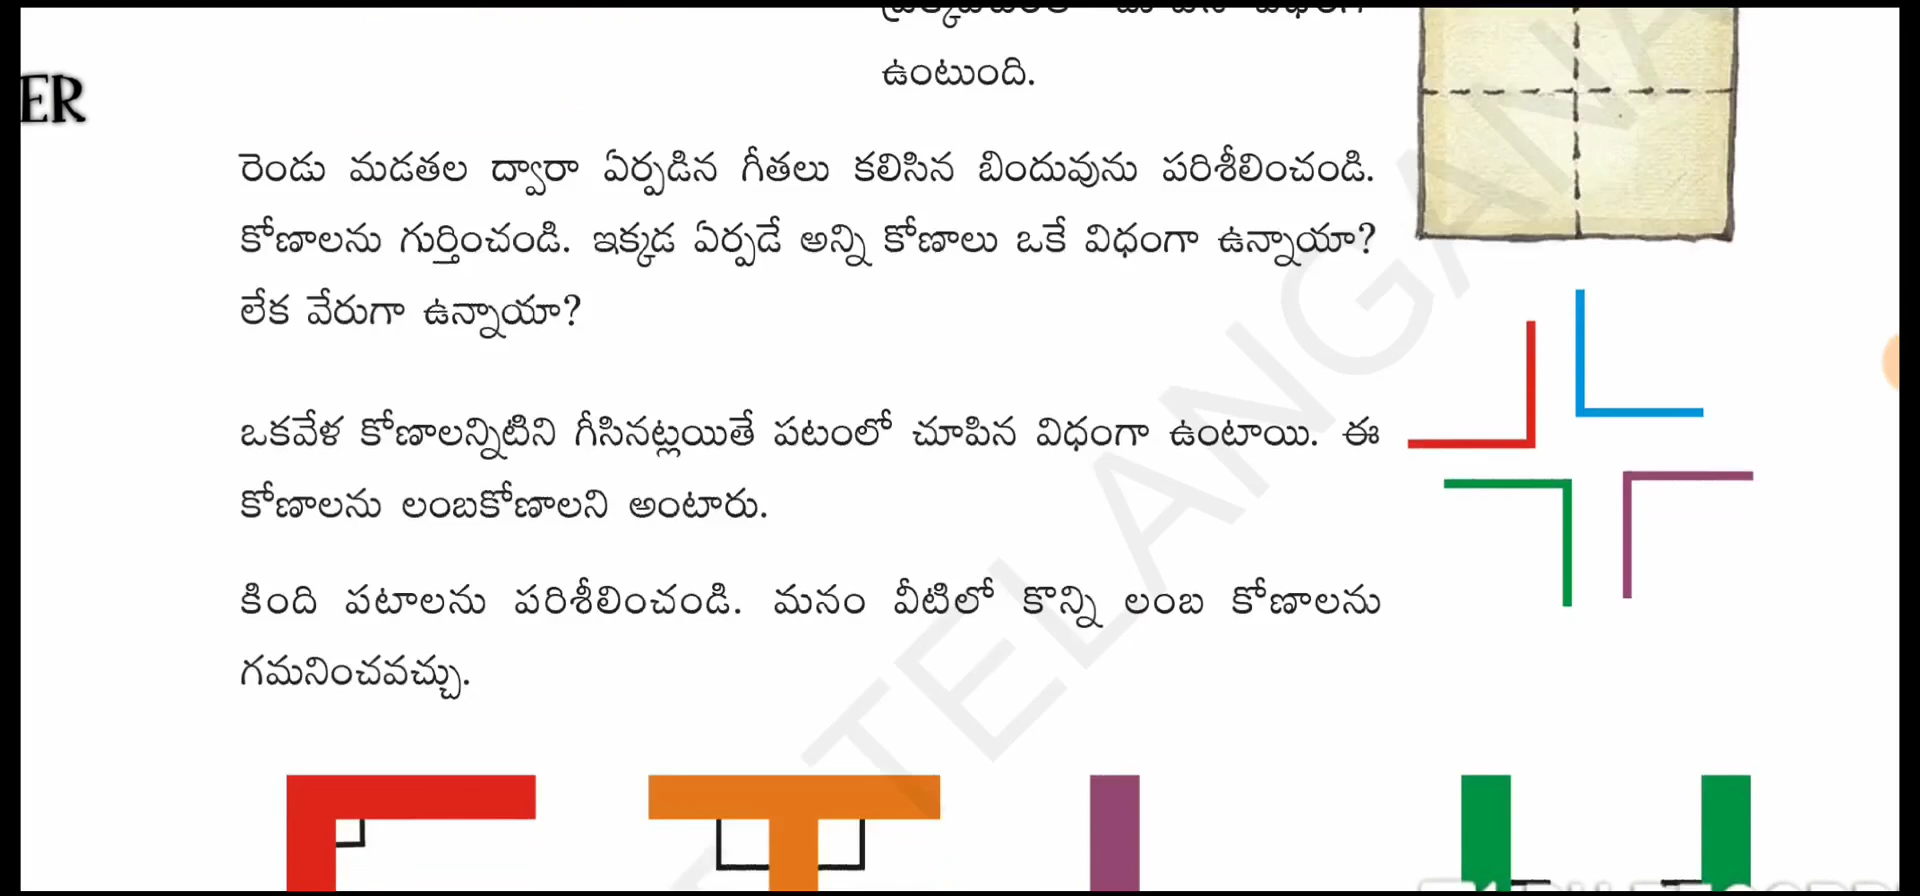 ఉంటుంది.
ER
రెండు మడతల ద్వారా ఏర్పడిన గీతలు కలిసిన బిందువును పరిశీలించండి.
కోణాలను గుర్తించండి. ఇక్కడ ఏర్పడే అన్ని కోణాలు ఒకే విధంగా ఉన్నాయా?
లేక వేరుగా ఉన్నాయా?
ఒకవేళ కోణాలన్నిటిని గీసినట్లయితే పటంలో చూపిన విధంగా ఉంటాయి. ఈ
కోణాలను లంబకోణాలని అంటారు.
కింది పటాలను పరిశీలించండి. మనం వీటిలో కొన్ని లంబ కోణాలను
గమనించవచ్చు.
TELANGANA